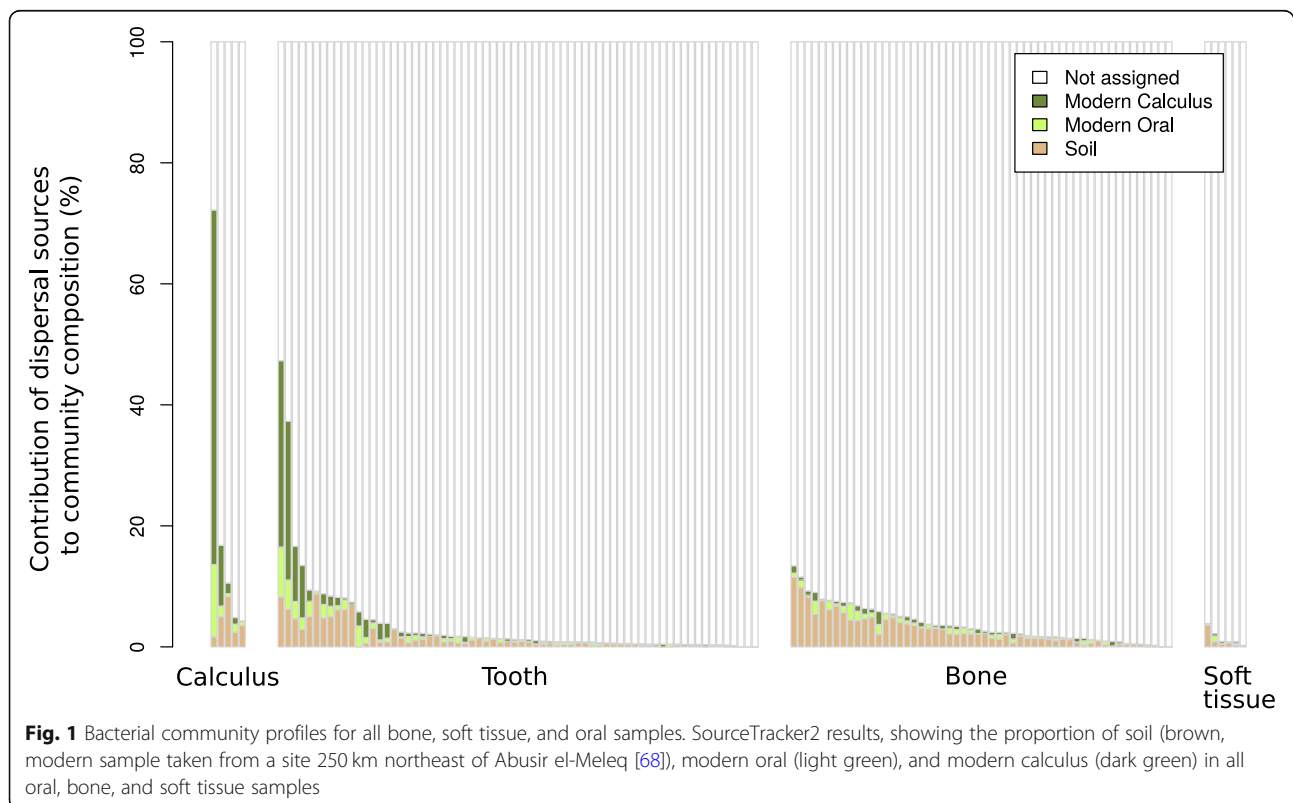 100
80
60
40
20
0
Contribution of dispersal sources
to community composition (%)
Not assigned
Modern Calculus
Modern Oral
Soil
Calculus
Tooth
Bone
Soft
tissue
Fig. 1 Bacterial community profiles for all bone, soft tissue, and oral samples. SourceTracker2 results, showing the proportion of soil (brown,
modern sample taken from a site 250 km northeast of Abusir el-Meleq [68]), modern oral (light green), and modern calculus (dark green) in all
oral, bone, and soft tissue samples